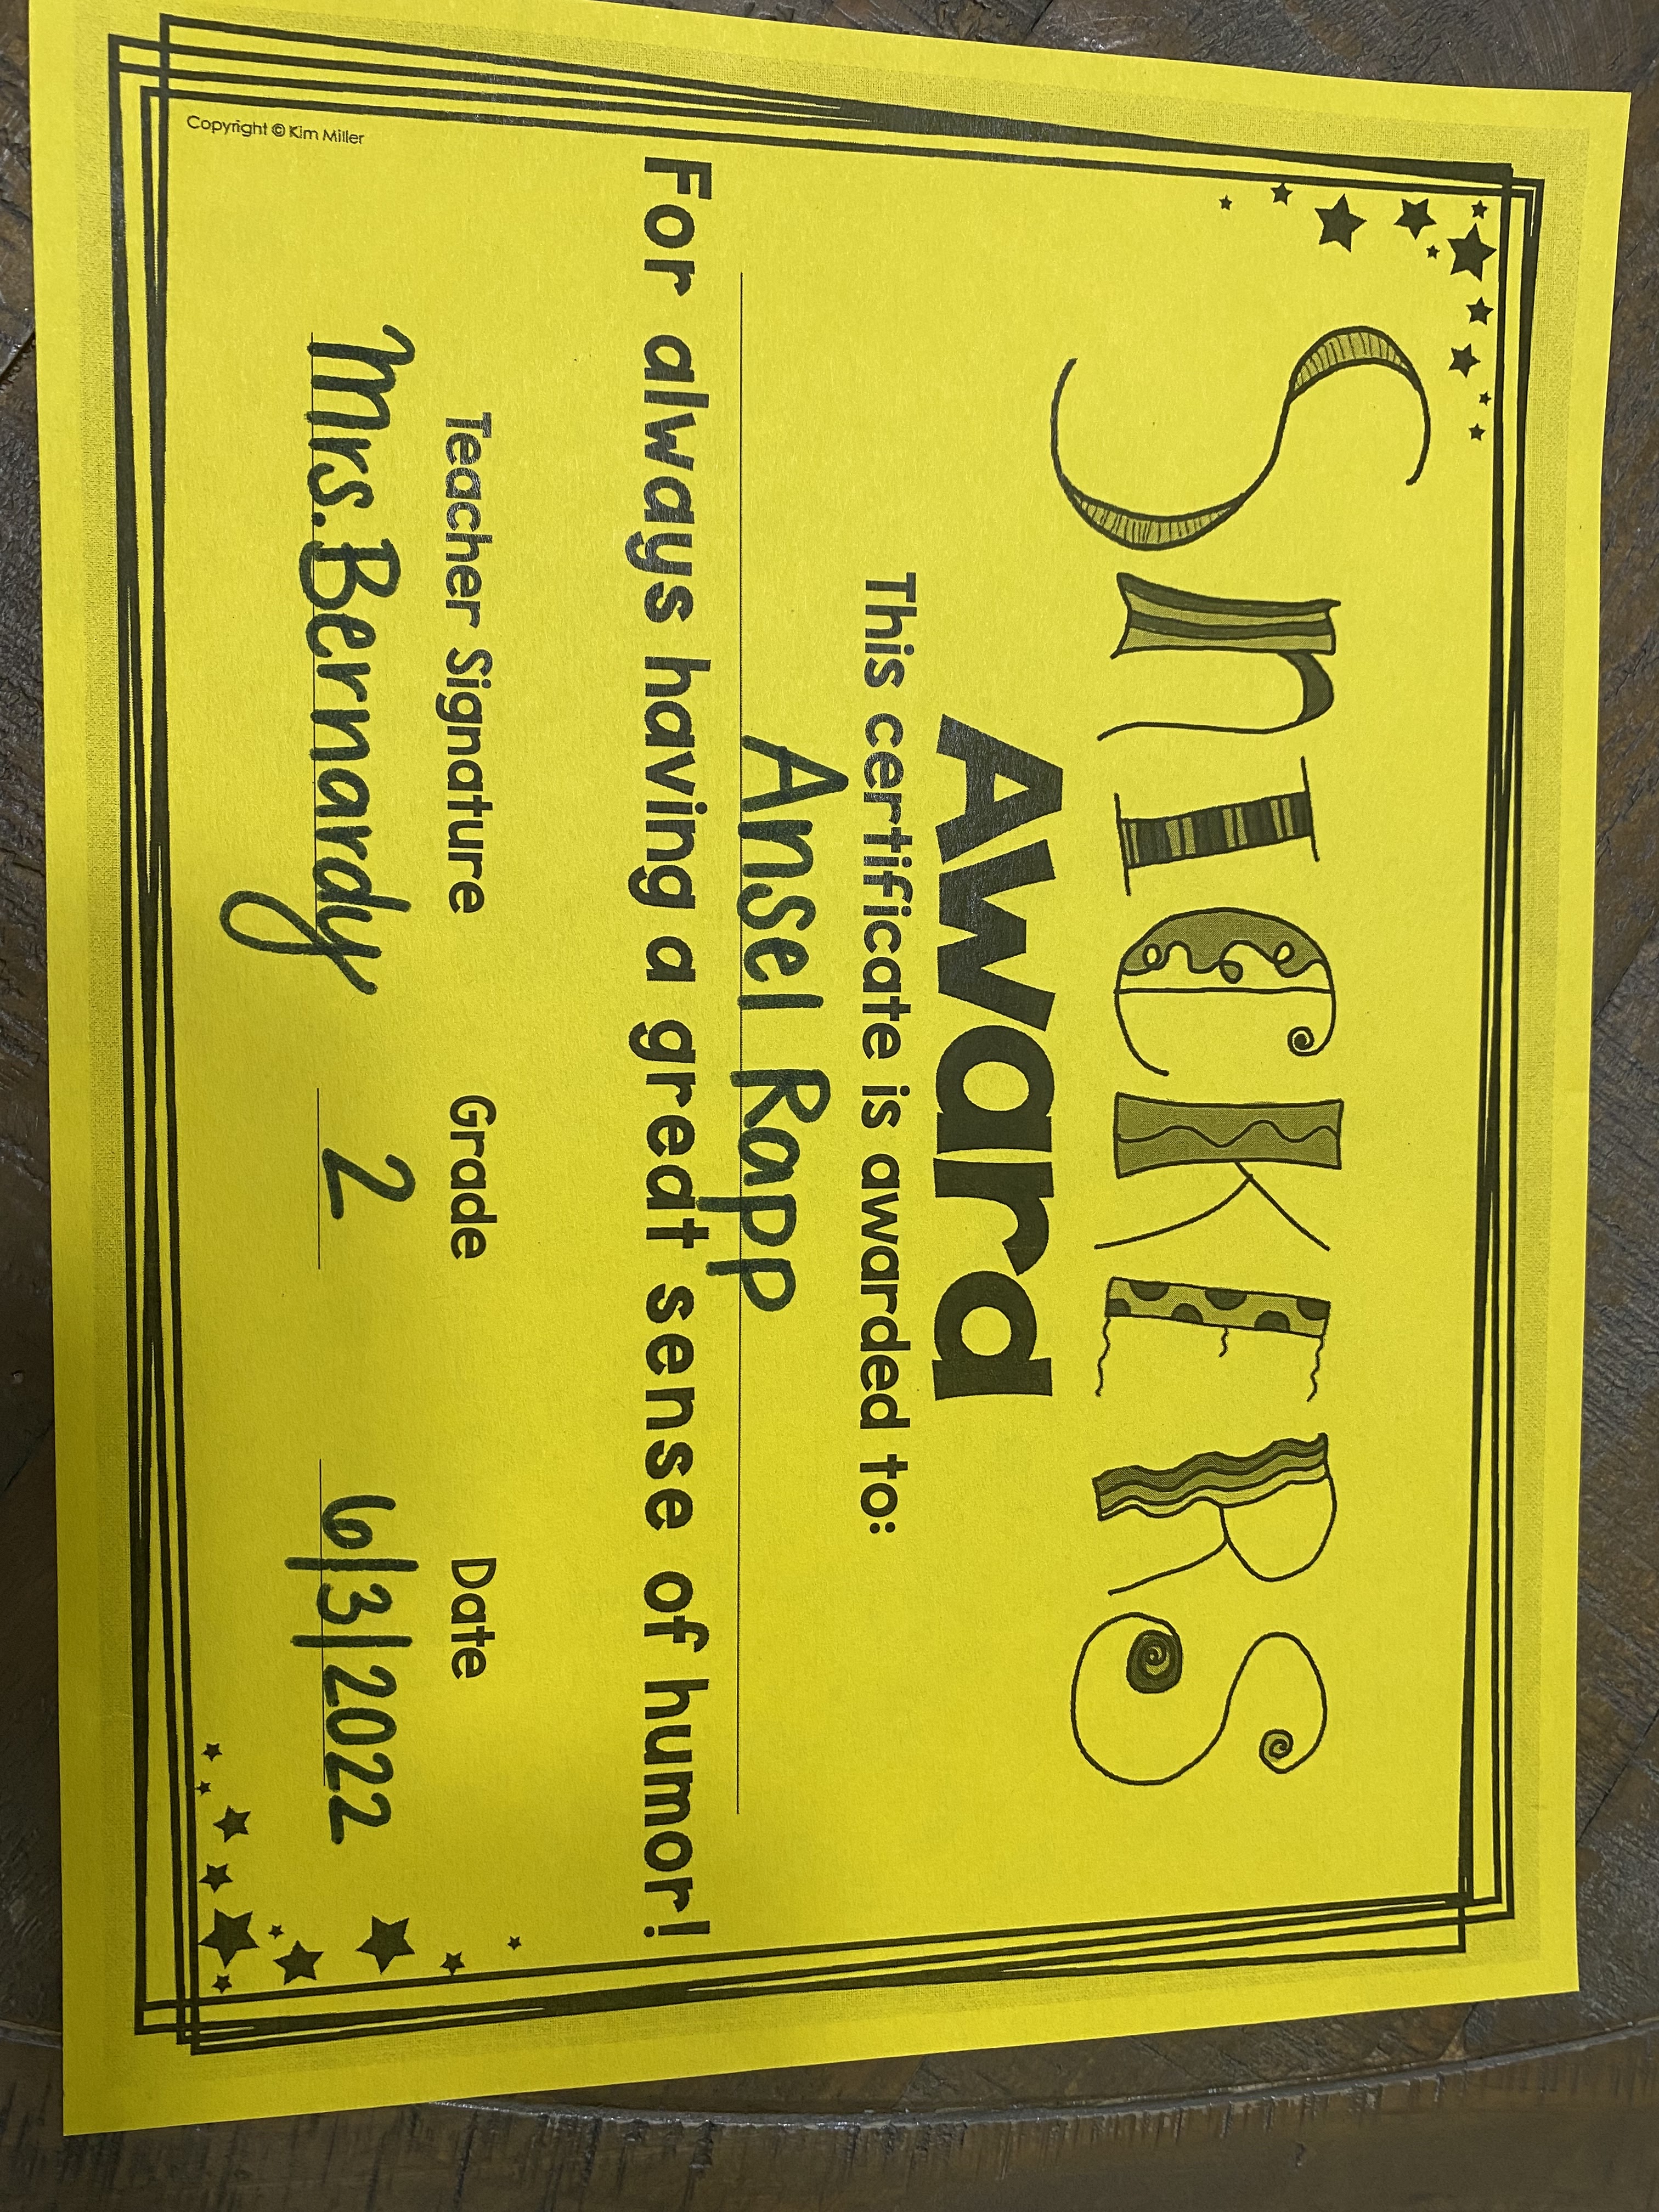 SnICKERS
Award
This certificate is awarded to:
Ansel Rapp
For always having a great sense of humor!
Teacher Signature Grade Date
Mrs. Bernardy 2 6/3/2022
Copyright © Kim Miller